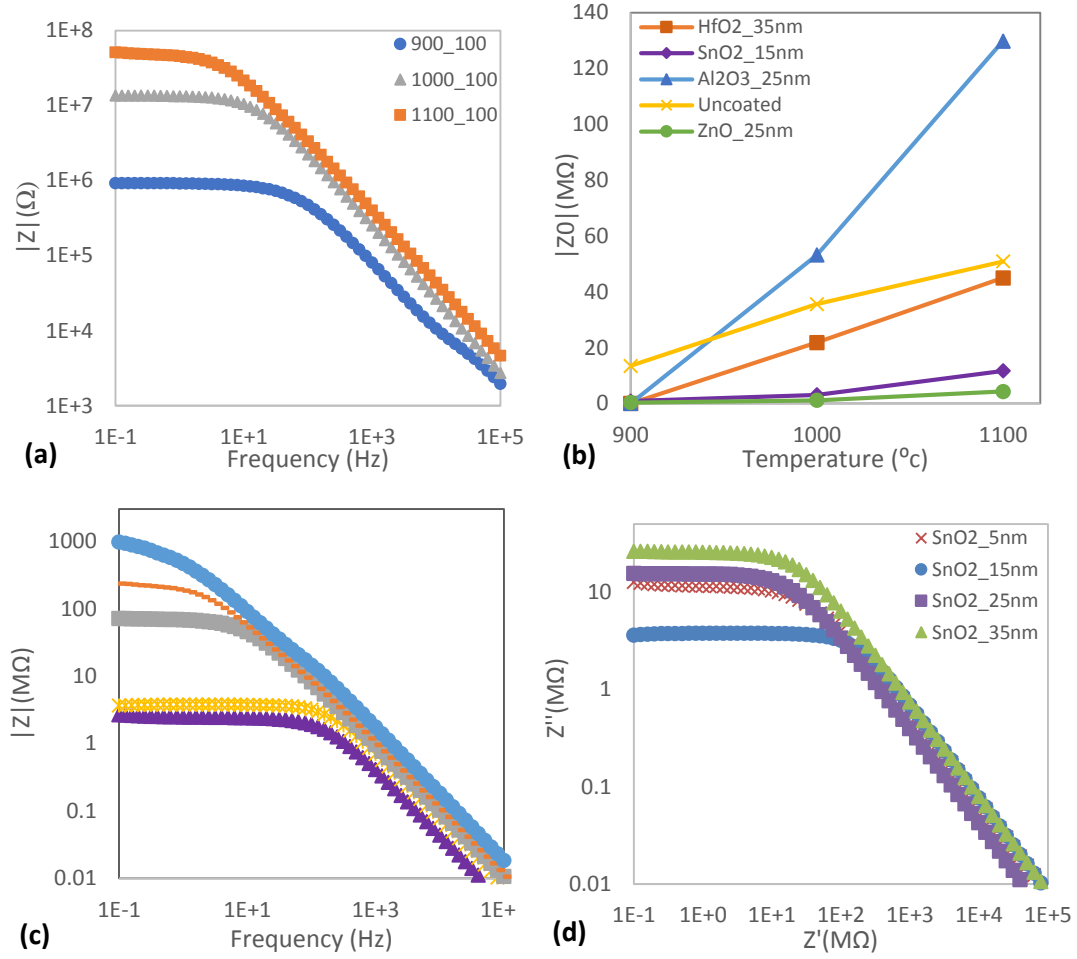 1E+8
1E+7
1E+6
1E+5
1E+4
1E+3
|Z|(Ω)
900_100
1000_100
1100_100
1E-1
1E+1
1E+3
1E+5
Frequency (Hz)
(a)
140
120
100
80
60
40
20
0
|Z0|(MΩ)
HfO2_35nm
SnO2_15nm
Al2O3_25nm
Uncoated
ZnO_25nm
900
1000
1100
Temperature (⁰c)
(b)
1000
100
10
1
0.1
0.01
|Z|(MΩ)
1E-1
1E+1
1E+3
1E+
Frequency (Hz)
(c)
10
1
0.1
0.01
Z''(MΩ)
SnO2_5nm
SnO2_15nm
SnO2_25nm
SnO2_35nm
1E-1
1E+0
1E+1
1E+2
1E+3
1E+4
1E+5
Z'(MΩ)
(d)